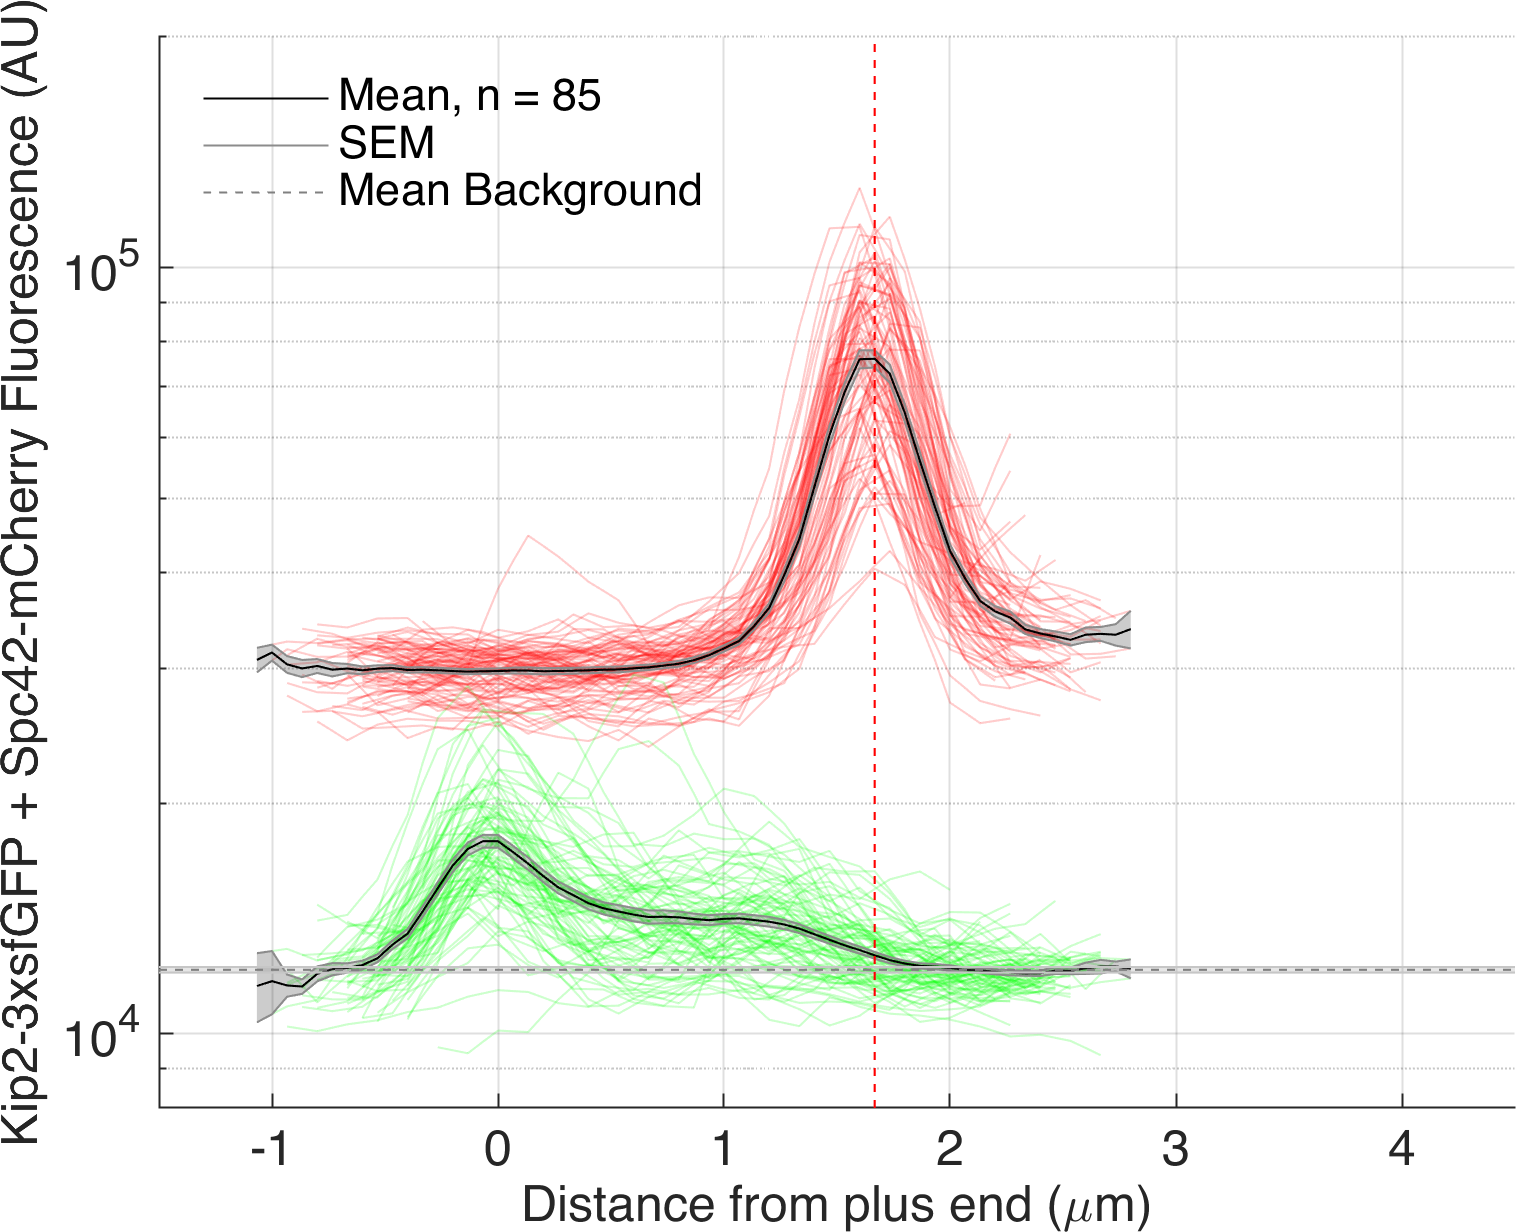 Kip2-3xsfGFP + Spc42-mCherry Fluorescence (AU)
Mean, n = 85
SEM
Mean Background
10^5
10^4
-1 0 1 2 3 4
Distance from plus end (μm)